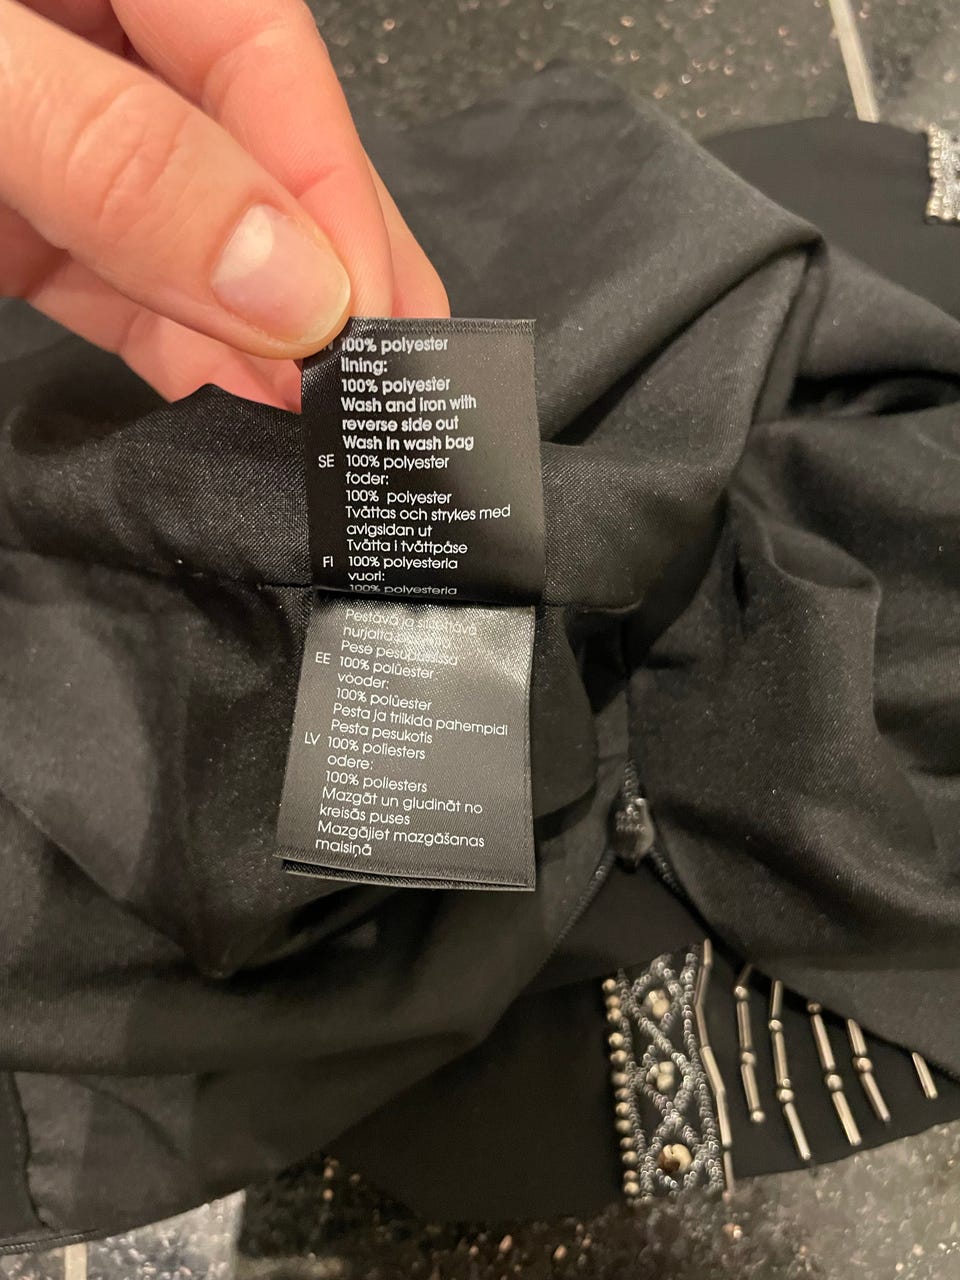 100% polyester
lining:
100% polyester
Wash and iron with
reverse side out
Wash in wash bag
SE 100% polyester
foder:
100% polyester
Tvättas och strykes med
avigsidan ut
Tvätta i tvättpåse
FI 100% polyesteria
vuori:
100% polyesteria
Pestävä ja silitettävä
nurjalta
Pese pesupussissa
EE 100% polüester
vooder:
100% polüester
Pesta ja triikida pahempidi
Pesta pesukotis
LV 100% poliesters
odere:
100% poliesters
Mazgāt un gludināt no
kreisās puses
Mazgājiet mazgāšanas
maisiņā